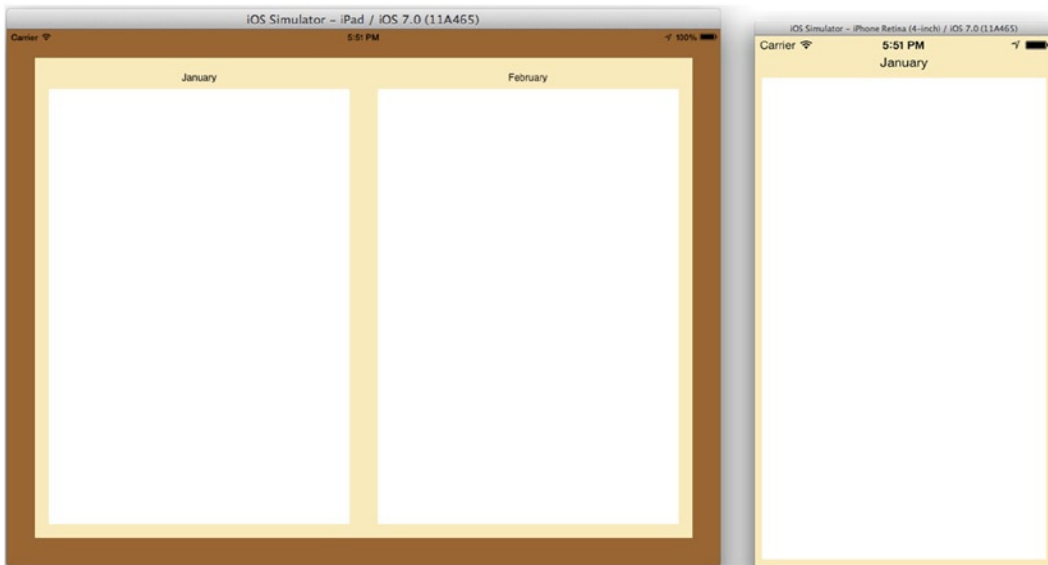 iOS Simulator – iPad / iOS 7.0 (11A465)
Carrier 5:51 PM 100%
January February
iOS Simulator – iPhone Retina (4-inch) / iOS 7.0 (11A465)
Carrier 5:51 PM
January